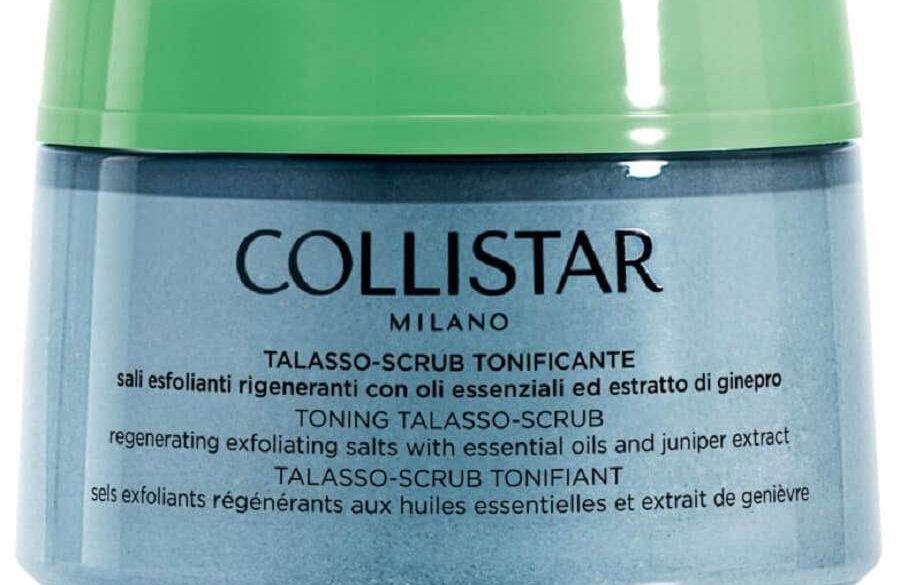 COLLISTAR
MILANO
TALASSO-SCRUB TONIFICANTE
sali esfolianti rigeneranti con oli essenziali ed estratto di ginepro
TONING TALASSO-SCRUB
regenerating exfoliating salts with essential oils and juniper extract
TALASSO-SCRUB TONIFIANT
sels exfoliants régénérants aux huiles essentielles et extrait de genièvre